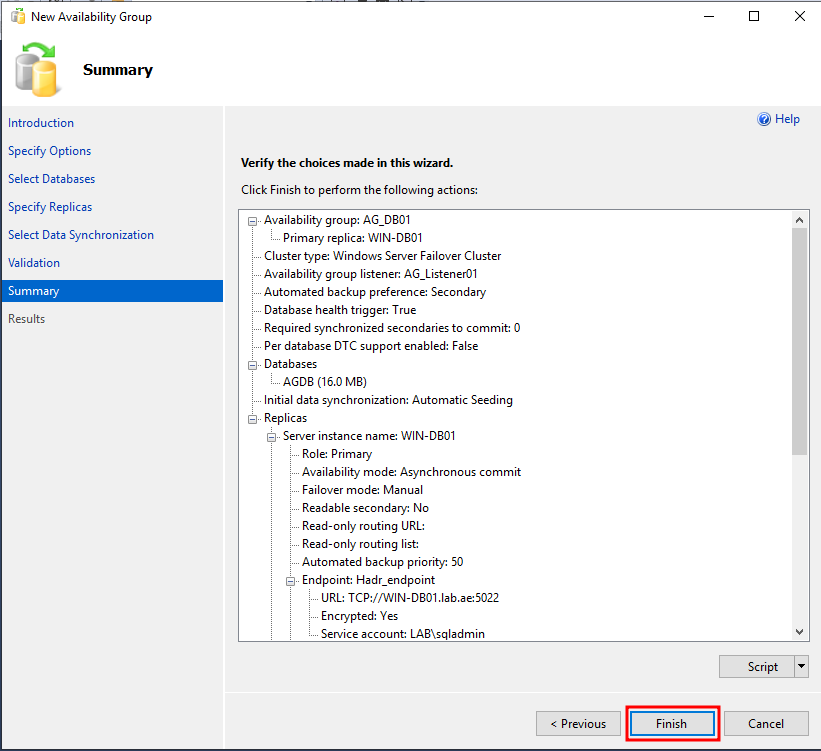 New Availability Group
Summary
Introduction
Specify Options
Select Databases
Specify Replicas
Select Data Synchronization
Validation
Summary
Results
Help
Verify the choices made in this wizard.
Click Finish to perform the following actions:
Availability group: AG_DB01
Primary replica: WIN-DB01
Cluster type: Windows Server Failover Cluster
Availability group listener: AG_Listener01
Automated backup preference: Secondary
Database health trigger: True
Required synchronized secondaries to commit: 0
Per database DTC support enabled: False
Databases
AGDB (16.0 MB)
Initial data synchronization: Automatic Seeding
Replicas
Server instance name: WIN-DB01
Role: Primary
Availability mode: Asynchronous commit
Failover mode: Manual
Readable secondary: No
Read-only routing URL:
Read-only routing list:
Automated backup priority: 50
Endpoint: Hadr_endpoint
URL: TCP://WIN-DB01.lab.ae:5022
Encrypted: Yes
Service account: LAB\sqladmin
Script
< Previous
Finish
Cancel